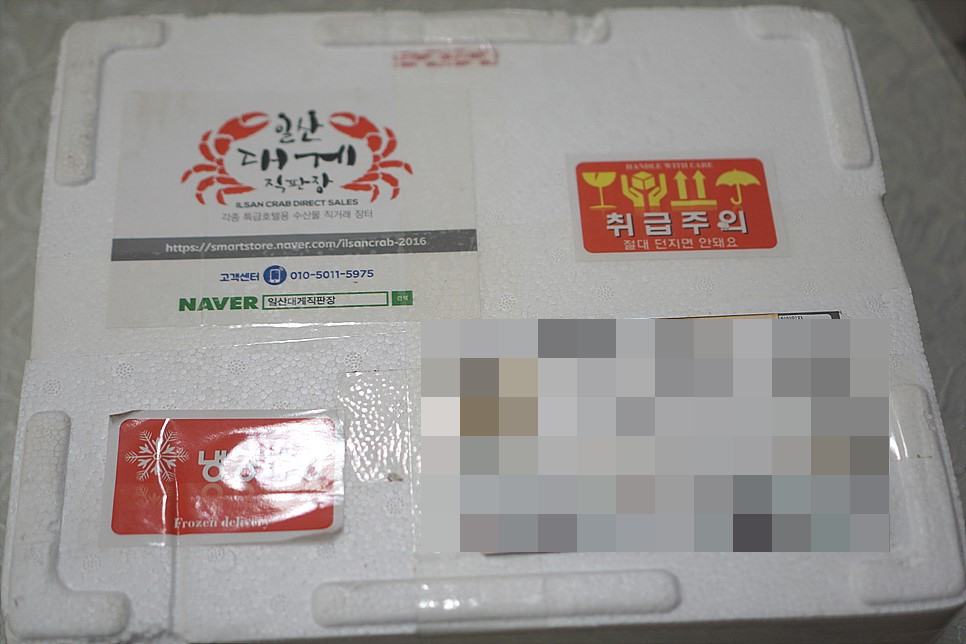 일산
대게
직판장
ILSAN CRAB DIRECT SALES
각종 특급호텔용 수산물 직거래 장터
https://smartstore.naver.com/ilsancrab-2016
고객센터 010-5011-5975
NAVER 일산대게직판장 검색
HANDLE WITH CARE
취급주의
절대 던지면 안돼요
Frozen delivery